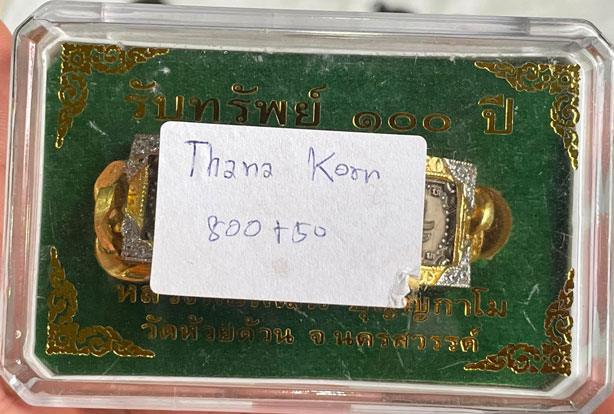 รับทรัพย์ ๑๐๐ ปี
Thana Korn
800+50
วัดห้วยด้วน จ.นครสวรรค์